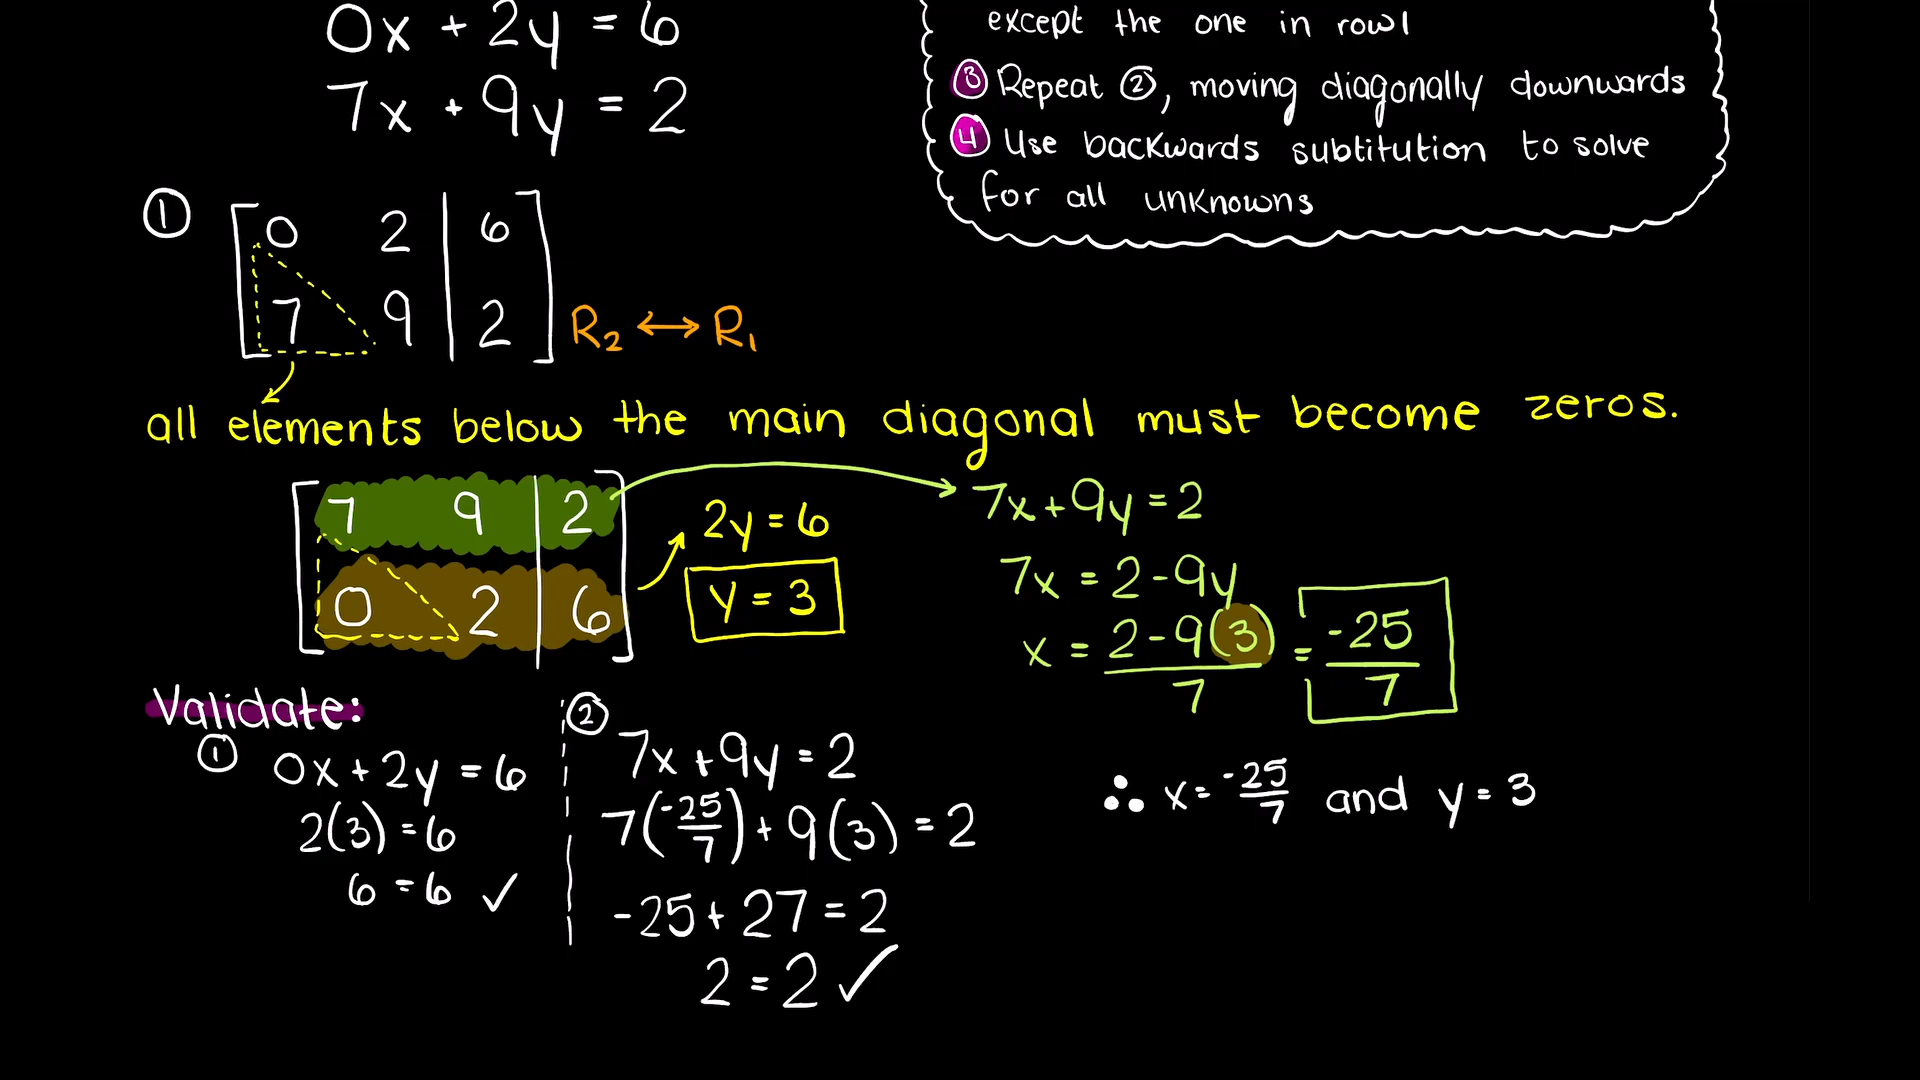 0x + 2y = 6
7x + 9y = 2
except the one in row1
③ Repeat ②, moving diagonally downwards
④ Use backwards subtitution to solve
for all unknowns
① [ 0 2 | 6 ]
[ 7 9 | 2 ] R₂ ↔ R₁
all elements below the main diagonal must become zeros.
[ 7 9 | 2 ]
[ 0 2 | 6 ]
2y = 6
y = 3
7x + 9y = 2
7x = 2 - 9y
x = 2 - 9(3) / 7 = -25 / 7
Validate:
① 0x + 2y = 6
2(3) = 6
6 = 6 ✓
② 7x + 9y = 2
7(-25/7) + 9(3) = 2
-25 + 27 = 2
2 = 2 ✓
∴ x = -25/7 and y = 3